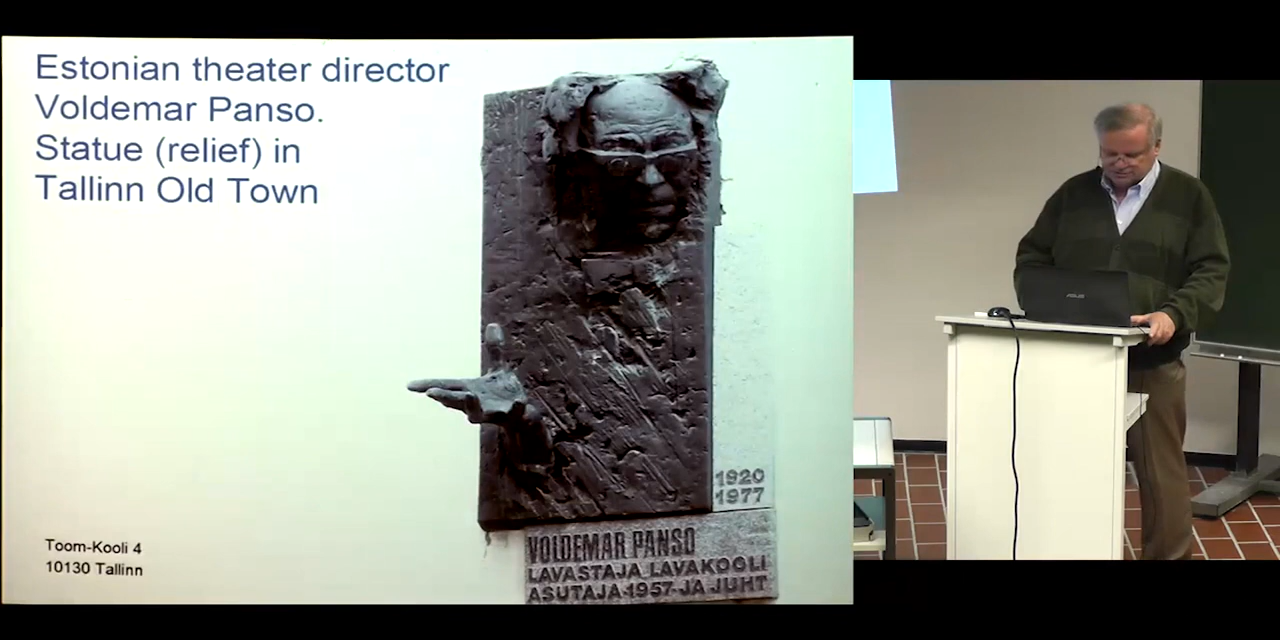 Estonian theater director
Voldemar Panso.
Statue (relief) in
Tallinn Old Town
1920
1977
VOLDEMAR PANSO
LAVASTAJA, LAVAKOOLI
ASUTAJA 1957 JA JUHT
Toom-Kooli 4
10130 Tallinn
ASUS